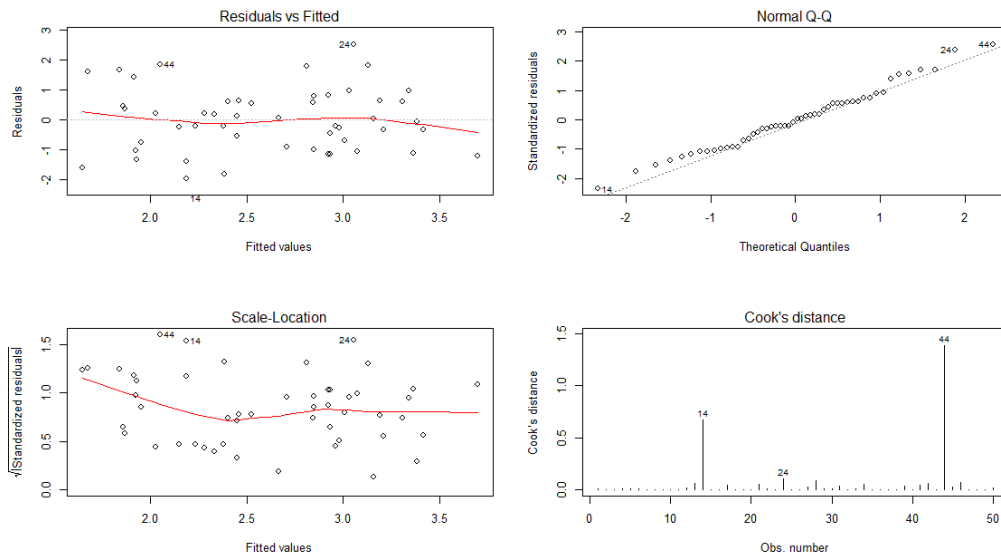 Residuals vs Fitted
3
2
1
0
-1
-2
Residuals
44
24
14
2.0 2.5 3.0 3.5
Fitted values
Normal Q-Q
3
2
1
0
-1
-2
Standardized residuals
24
44
14
-2 -1 0 1 2
Theoretical Quantiles
Scale-Location
1.5
1.0
0.5
0.0
√|Standardized residuals|
44
14
24
2.0 2.5 3.0 3.5
Fitted values
Cook's distance
1.5
1.0
0.5
0.0
Cook's distance
44
14
24
0 10 20 30 40 50
Obs. number